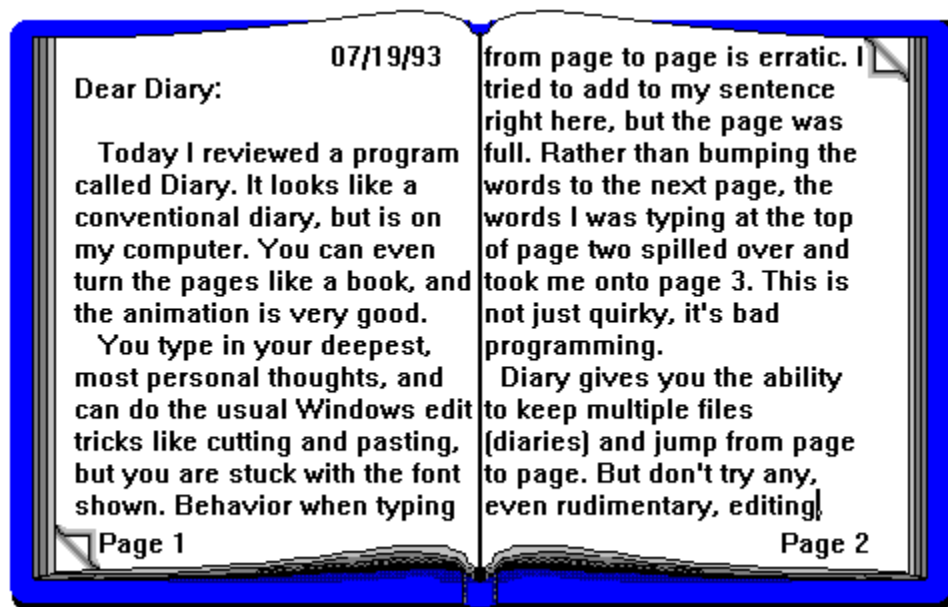 07/19/93
Dear Diary:
Today I reviewed a program
called Diary. It looks like a
conventional diary, but is on
my computer. You can even
turn the pages like a book, and
the animation is very good.
You type in your deepest,
most personal thoughts, and
can do the usual Windows edit
tricks like cutting and pasting,
but you are stuck with the font
shown. Behavior when typing
Page 1
from page to page is erratic. I
tried to add to my sentence
right here, but the page was
full. Rather than bumping the
words to the next page, the
words I was typing at the top
of page two spilled over and
took me onto page 3. This is
not just quirky, it's bad
programming.
Diary gives you the ability
to keep multiple files
(diaries) and jump from page
to page. But don't try any,
even rudimentary, editing.
Page 2